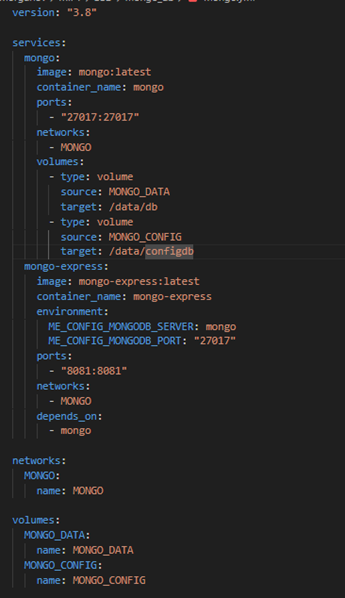 version: "3.8"

services:
  mongo:
    image: mongo:latest
    container_name: mongo
    ports:
      - "27017:27017"
    networks:
      - MONGO
    volumes:
      - type: volume
        source: MONGO_DATA
        target: /data/db
      - type: volume
        source: MONGO_CONFIG
        target: /data/configdb
  mongo-express:
    image: mongo-express:latest
    container_name: mongo-express
    environment:
      ME_CONFIG_MONGODB_SERVER: mongo
      ME_CONFIG_MONGODB_PORT: "27017"
    ports:
      - "8081:8081"
    networks:
      - MONGO
    depends_on:
      - mongo

networks:
  MONGO:
    name: MONGO

volumes:
  MONGO_DATA:
    name: MONGO_DATA
  MONGO_CONFIG:
    name: MONGO_CONFIG